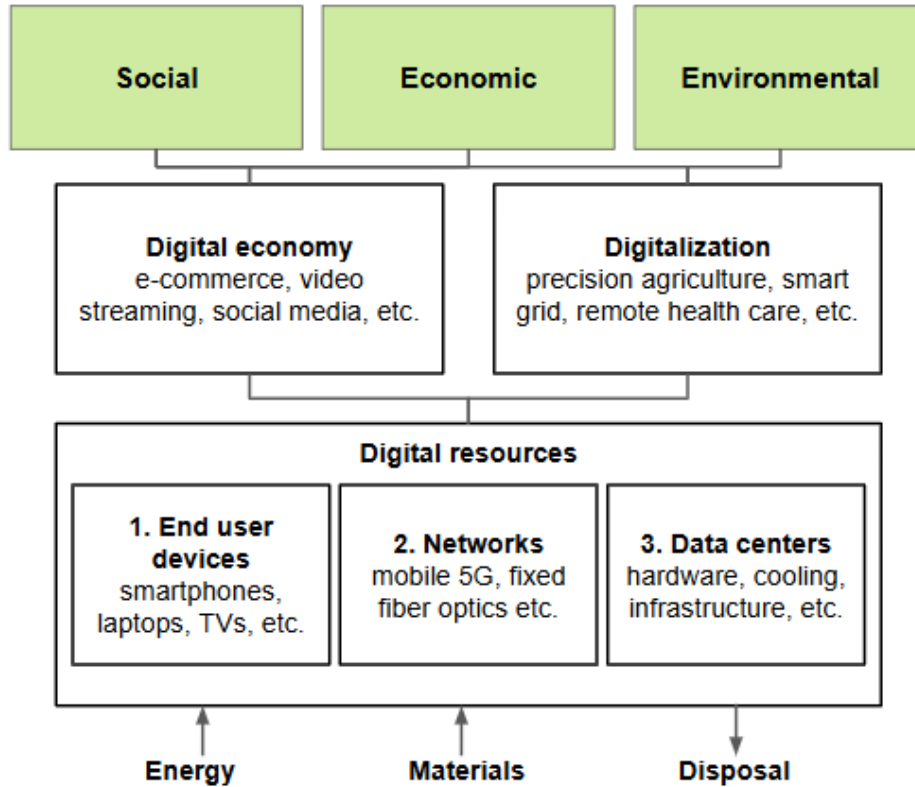 Social
Economic
Environmental
Digital economy
e-commerce, video
streaming, social media, etc.
Digitalization
precision agriculture, smart
grid, remote health care, etc.
Digital resources
1. End user
devices
smartphones,
laptops, TVs, etc.
2. Networks
mobile 5G, fixed
fiber optics etc.
3. Data centers
hardware, cooling,
infrastructure, etc.
Energy
Materials
Disposal